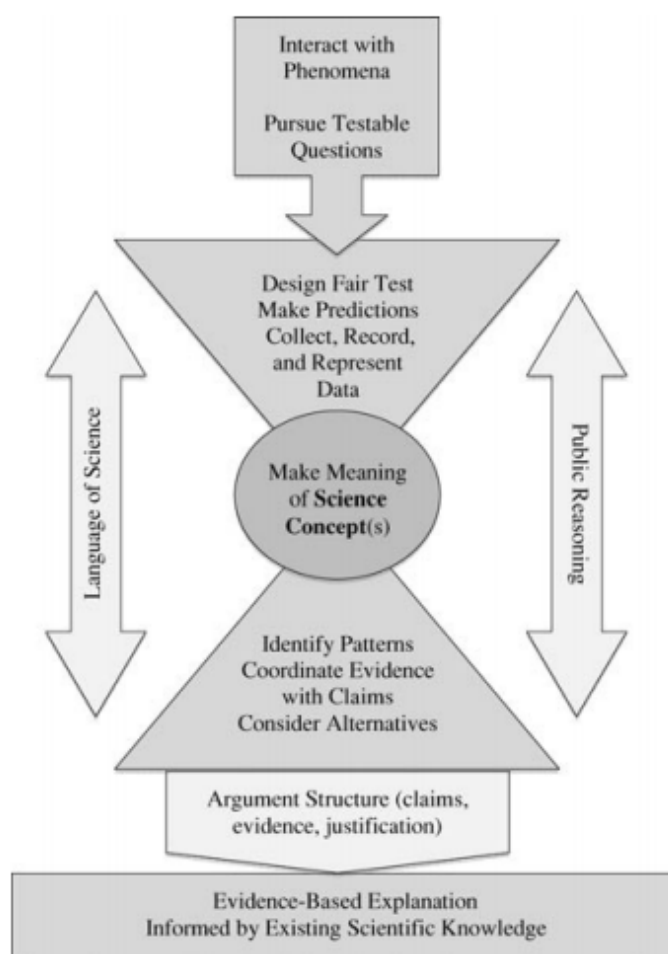 Interact with
Phenomena
Pursue Testable
Questions
Design Fair Test
Make Predictions
Collect, Record,
and Represent
Data
Language of Science
Make Meaning
of Science
Concept(s)
Public Reasoning
Identify Patterns
Coordinate Evidence
with Claims
Consider Alternatives
Argument Structure (claims,
evidence, justification)
Evidence-Based Explanation
Informed by Existing Scientific Knowledge